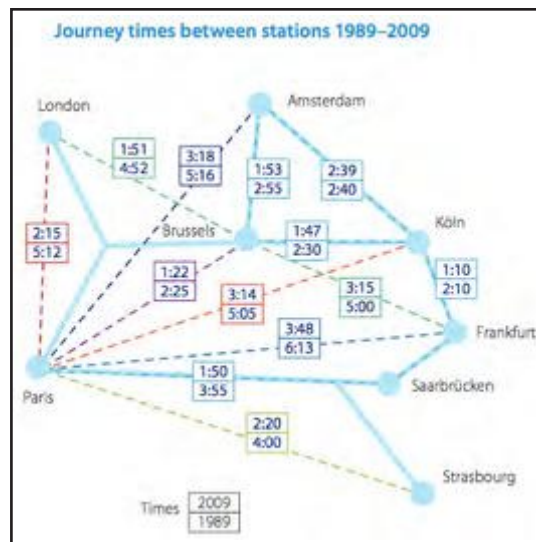 Journey times between stations 1989–2009
Amsterdam
London
1:51
4:52
3:18
5:16
1:53
2:55
2:39
2:40
2:15
5:12
Brussels
1:47
2:30
Köln
1:22
2:25
3:14
5:05
3:15
5:00
1:10
2:10
3:48
6:13
Frankfurt
1:50
3:55
Paris
Saarbrücken
2:20
4:00
Strasbourg
Times
2009
1989